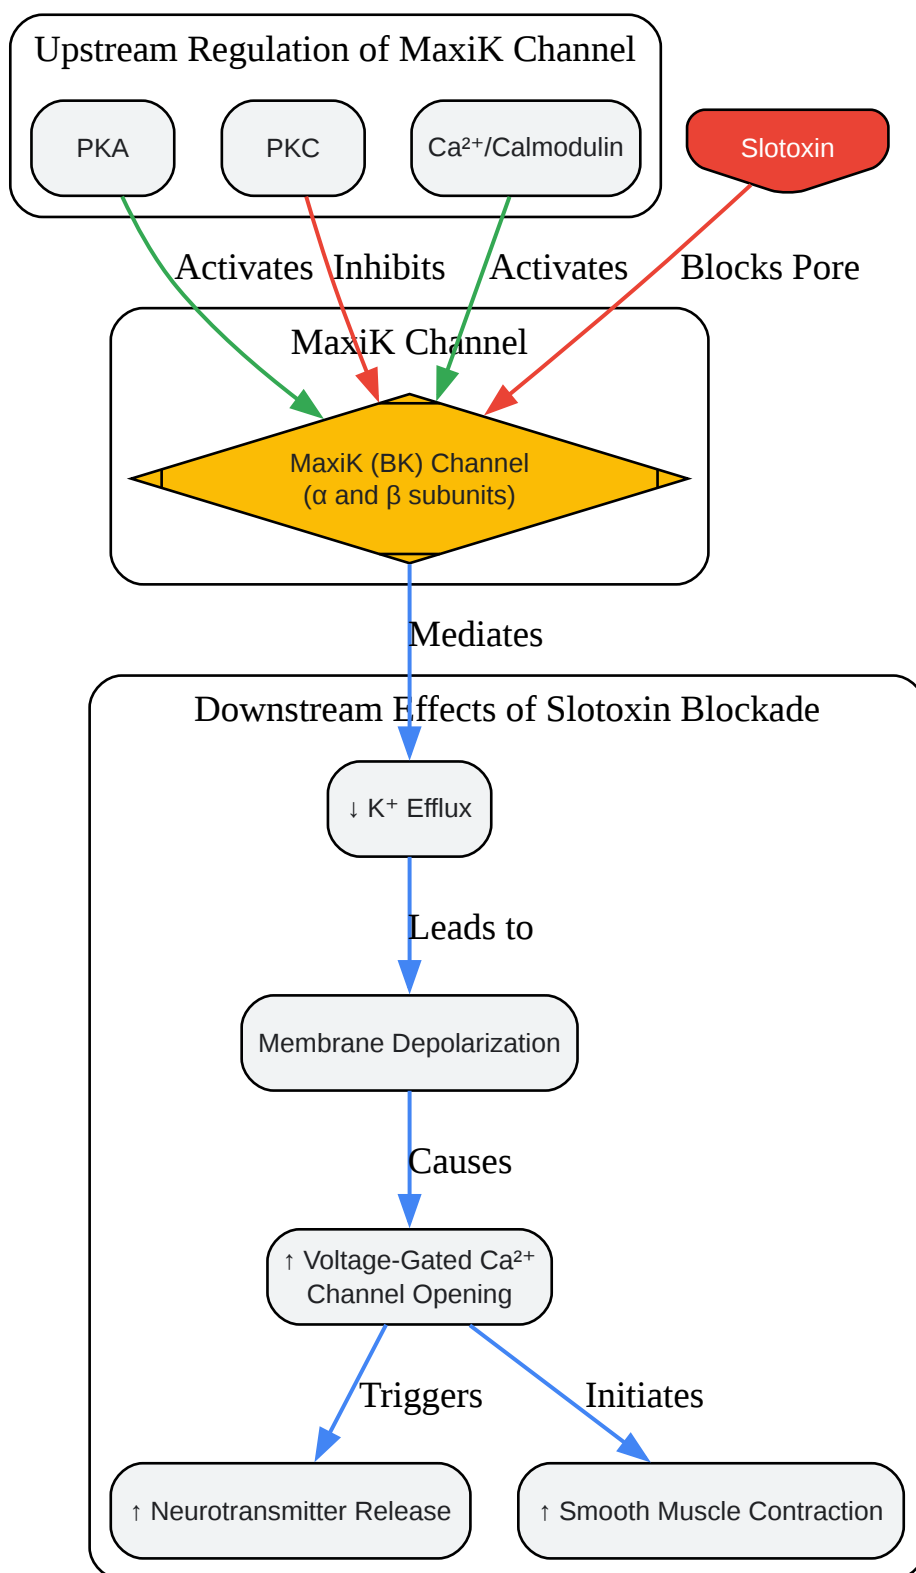 Upstream Regulation of MaxiK Channel
PKA
PKC
Ca²⁺/Calmodulin
Slotoxin
Activates
Inhibits
Activates
Blocks Pore
MaxiK Channel
MaxiK (BK) Channel
(α and β subunits)
Mediates
Downstream Effects of Slotoxin Blockade
↓ K⁺ Efflux
Leads to
Membrane Depolarization
Causes
↑ Voltage-Gated Ca²⁺
Channel Opening
Triggers
Initiates
↑ Neurotransmitter Release
↑ Smooth Muscle Contraction